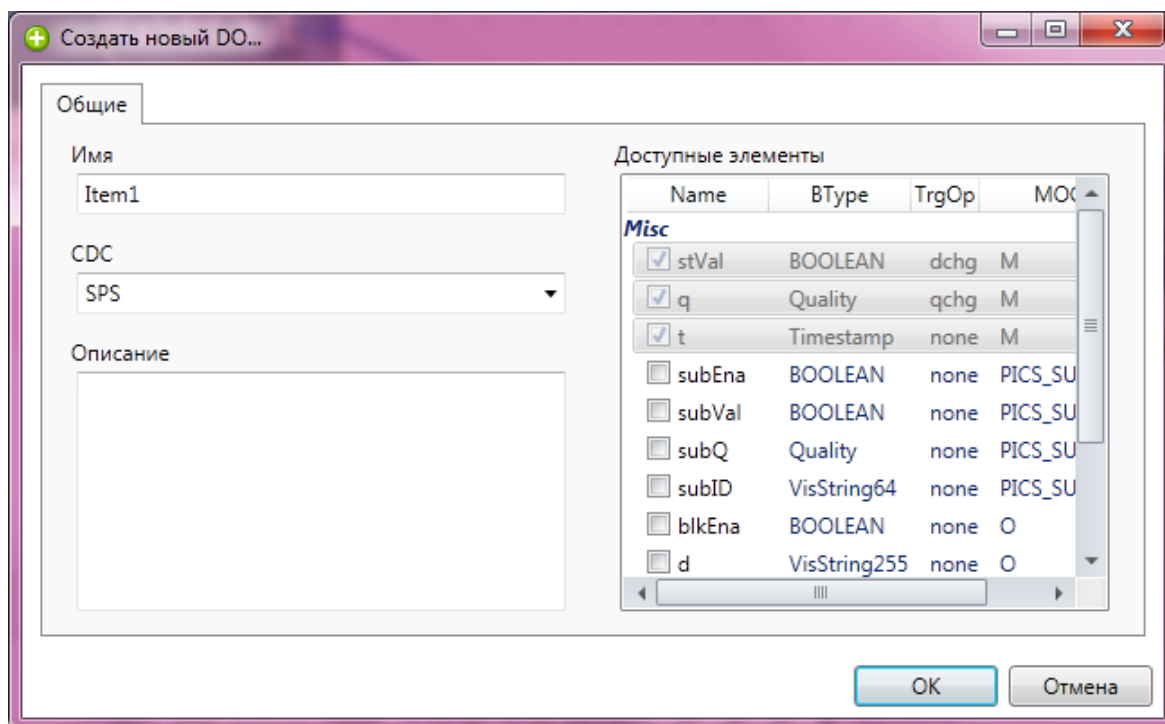 Создать новый DO...
Общие
Имя
Item1
CDC
SPS
Описание
Доступные элементы
Name BType TrgOp MOC
Misc
stVal BOOLEAN dchg M
q Quality qchg M
t Timestamp none M
subEna BOOLEAN none PICS_SU
subVal BOOLEAN none PICS_SU
subQ Quality none PICS_SU
subID VisString64 none PICS_SU
blkEna BOOLEAN none O
d VisString255 none O
OK Отмена